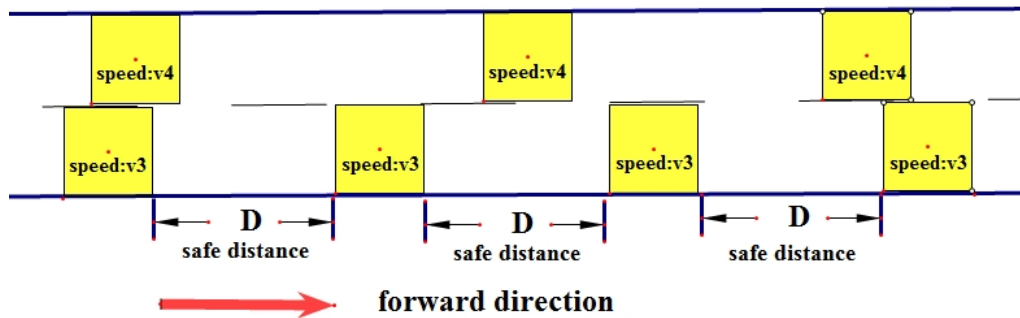 speed:v4 speed:v4 speed:v4
speed:v3 speed:v3 speed:v3 speed:v3
D D D
safe distance safe distance safe distance
forward direction